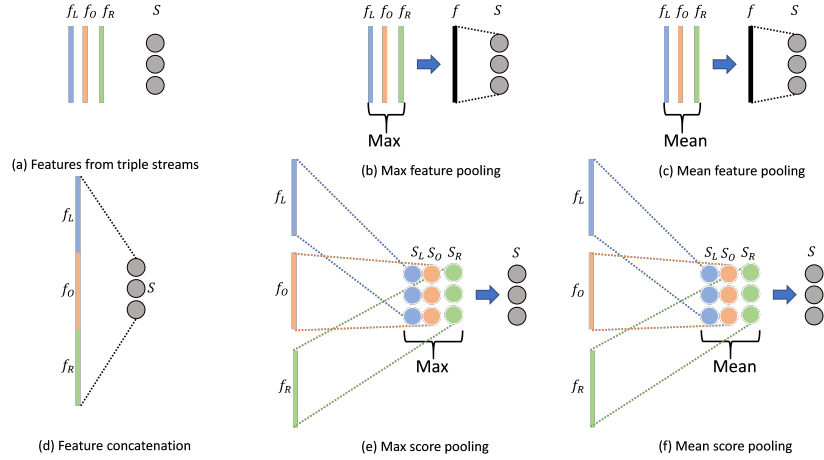 f_L f_O f_R S
(a) Features from triple streams
f_L f_O f_R f S
Max
(b) Max feature pooling
f_L f_O f_R f S
Mean
(c) Mean feature pooling
f_L
f_O S
f_R
(d) Feature concatenation
f_L
S_L S_O S_R S
f_O
Max
f_R
(e) Max score pooling
f_L
S_L S_O S_R S
f_O
Mean
f_R
(f) Mean score pooling